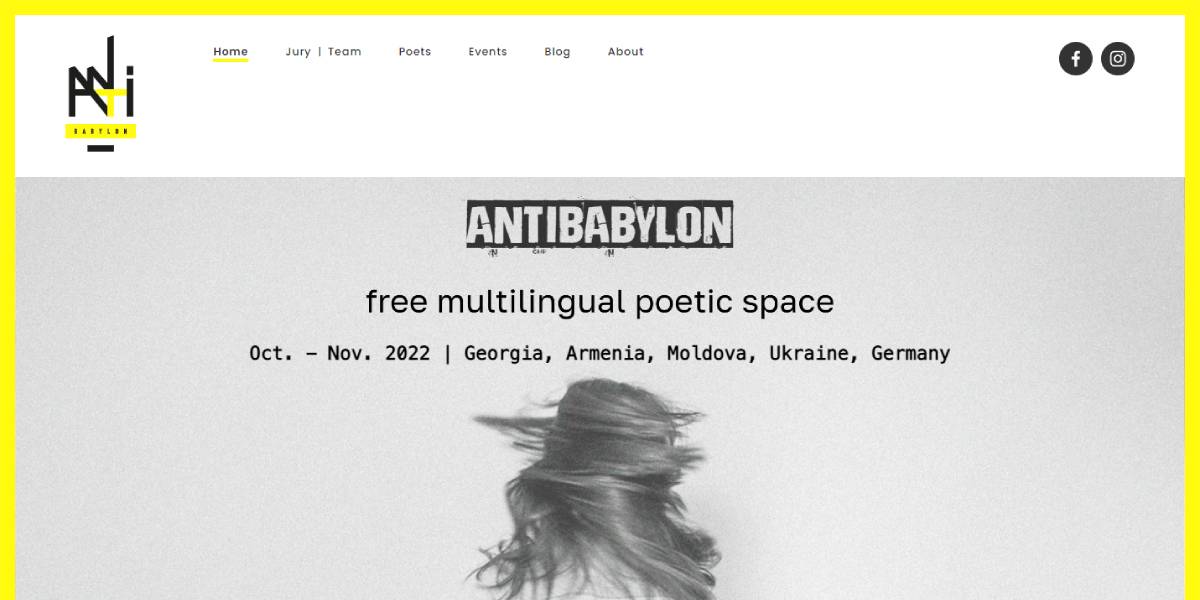 ANTi
BABYLON
Home
Jury | Team
Poets
Events
Blog
About
ANTIBABYLON
free multilingual poetic space
Oct. – Nov. 2022 | Georgia, Armenia, Moldova, Ukraine, Germany